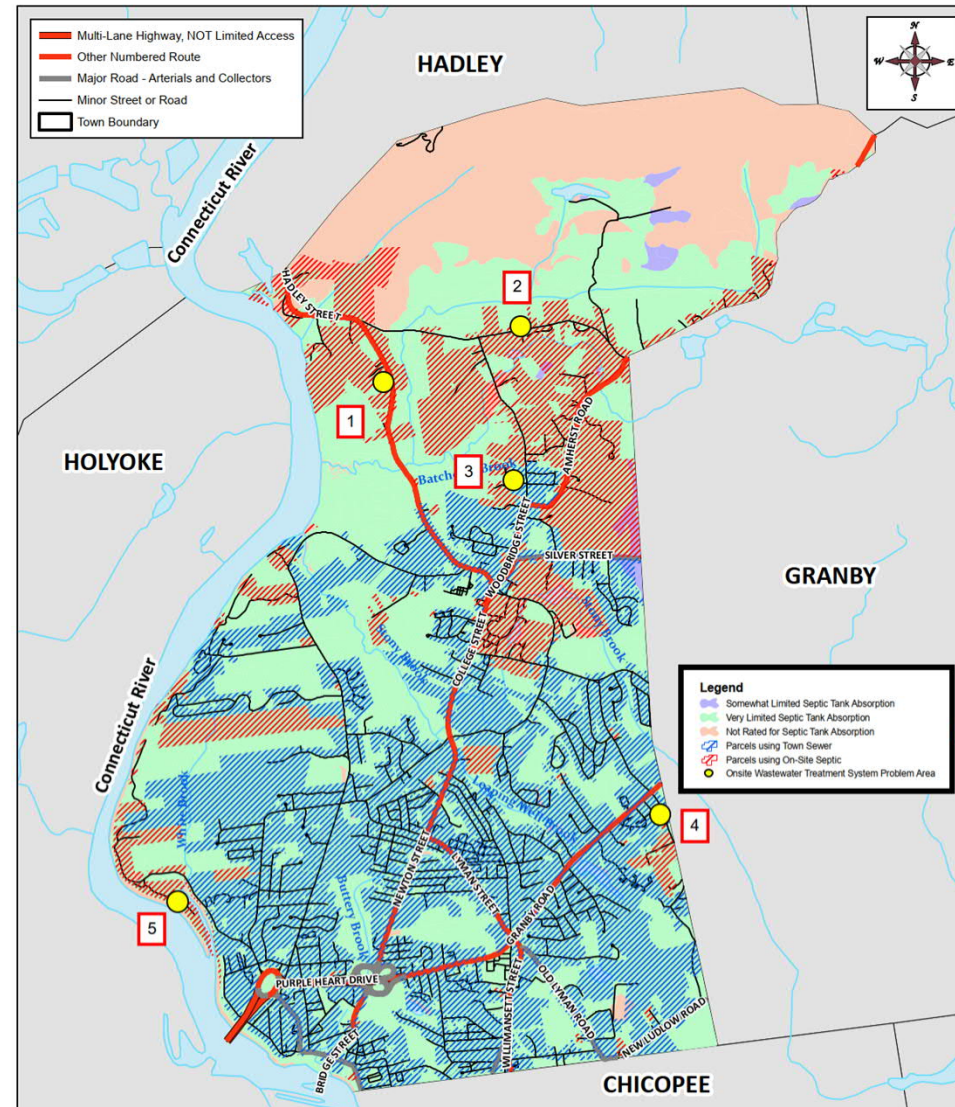 Multi-Lane Highway, NOT Limited Access
Other Numbered Route
Major Road - Arterials and Collectors
Minor Street or Road
Town Boundary
HADLEY
N
W
E
S
Connecticut River
HADLEY STREET
2
1
AMHERST ROAD
HOLYOKE
3
WOODBRIDGE STREET
SILVER STREET
GRANBY
COLLEGE STREET
Stony Brook
Stony Brook
Connecticut River
Legend
Somewhat Limited Septic Tank Absorption
Very Limited Septic Tank Absorption
Not Rated for Septic Tank Absorption
Parcels using Town Sewer
Parcels using On-Site Septic
Onsite Wastewater Treatment System Problem Area
Brook
4
NEWTON STREET
LYMAN STREET
GRANBY ROAD
Buttery Brook
5
PURPLE HEART DRIVE
OLD LYMAN ROAD
WILLIMANSETT STREET
NEW LUDLOW ROAD
BRIDGE STREET
CHICOPEE